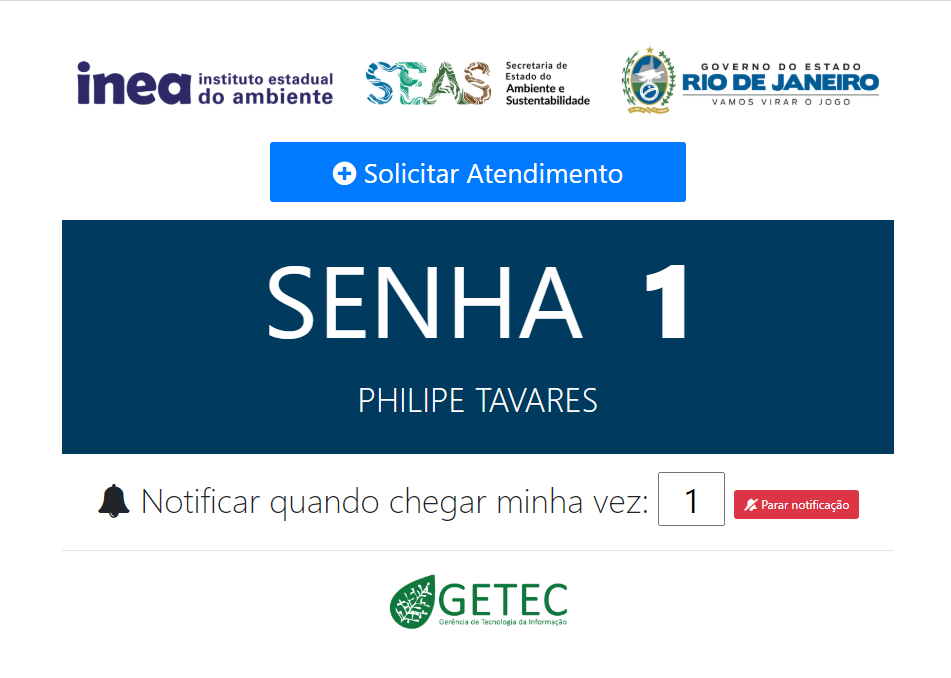 inea instituto estadual do ambiente
SEAS Secretaria de Estado do Ambiente e Sustentabilidade
GOVERNO DO ESTADO
RIO DE JANEIRO
VAMOS VIRAR O JOGO
Solicitar Atendimento
SENHA 1
PHILIPE TAVARES
Notificar quando chegar minha vez: 1 Parar notificação
GETEC
Gerência de Tecnologia da Informação